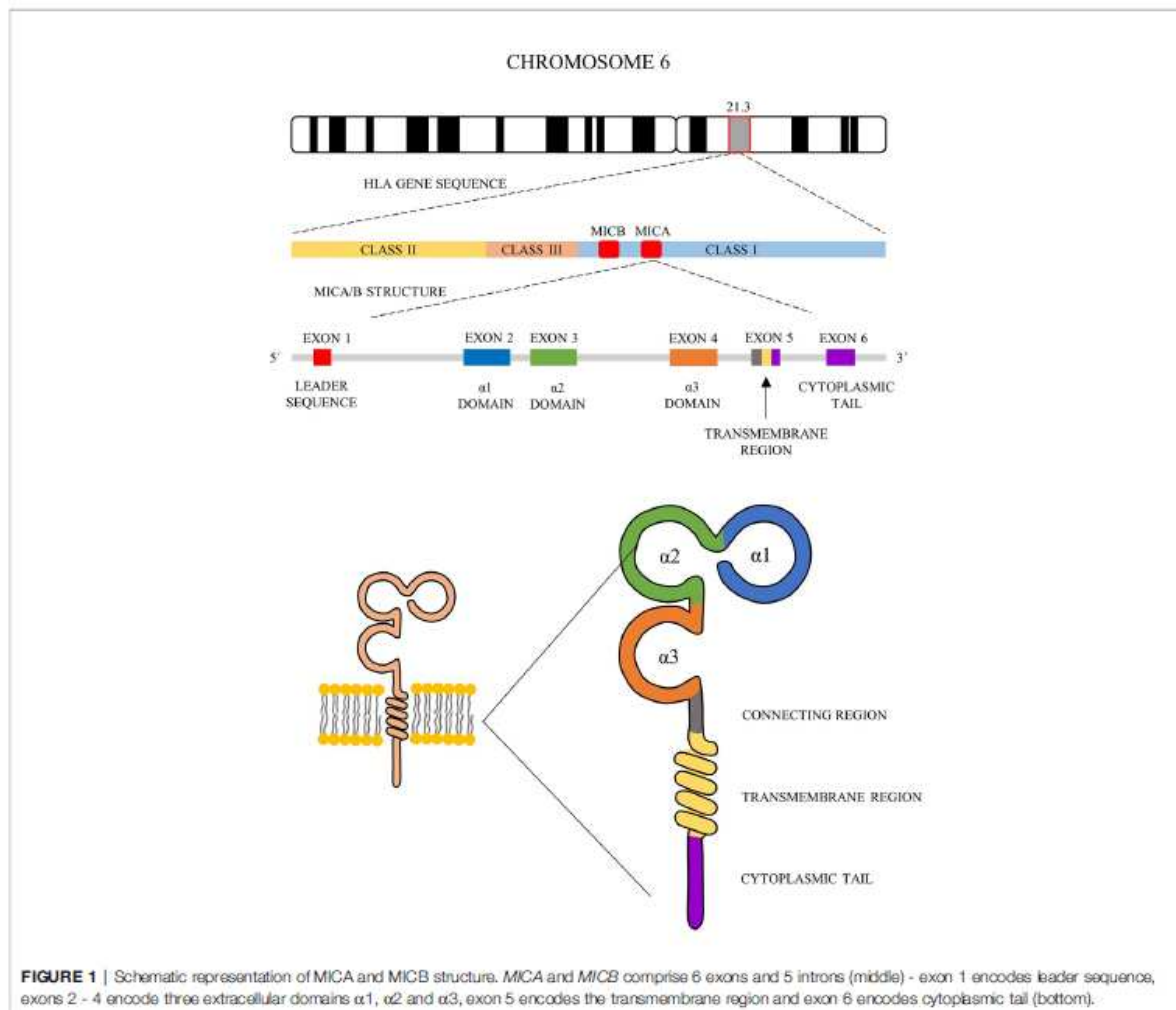 CHROMOSOME 6
21.3
HLA GENE SEQUENCE
MICB MICA
CLASS II CLASS III CLASS I
MICA/B STRUCTURE
EXON 1 EXON 2 EXON 3 EXON 4 EXON 5 EXON 6
5´ 3´
LEADER SEQUENCE
α1 DOMAIN
α2 DOMAIN
α3 DOMAIN
CYTOPLASMIC TAIL
TRANSMEMBRANE REGION
α2 α1
α3
CONNECTING REGION
TRANSMEMBRANE REGION
CYTOPLASMIC TAIL
FIGURE 1 | Schematic representation of MICA and MICB structure. MICA and MICB comprise 6 exons and 5 introns (middle) - exon 1 encodes leader sequence,
exons 2 - 4 encode three extracellular domains α1, α2 and α3, exon 5 encodes the transmembrane region and exon 6 encodes cytoplasmic tail (bottom).